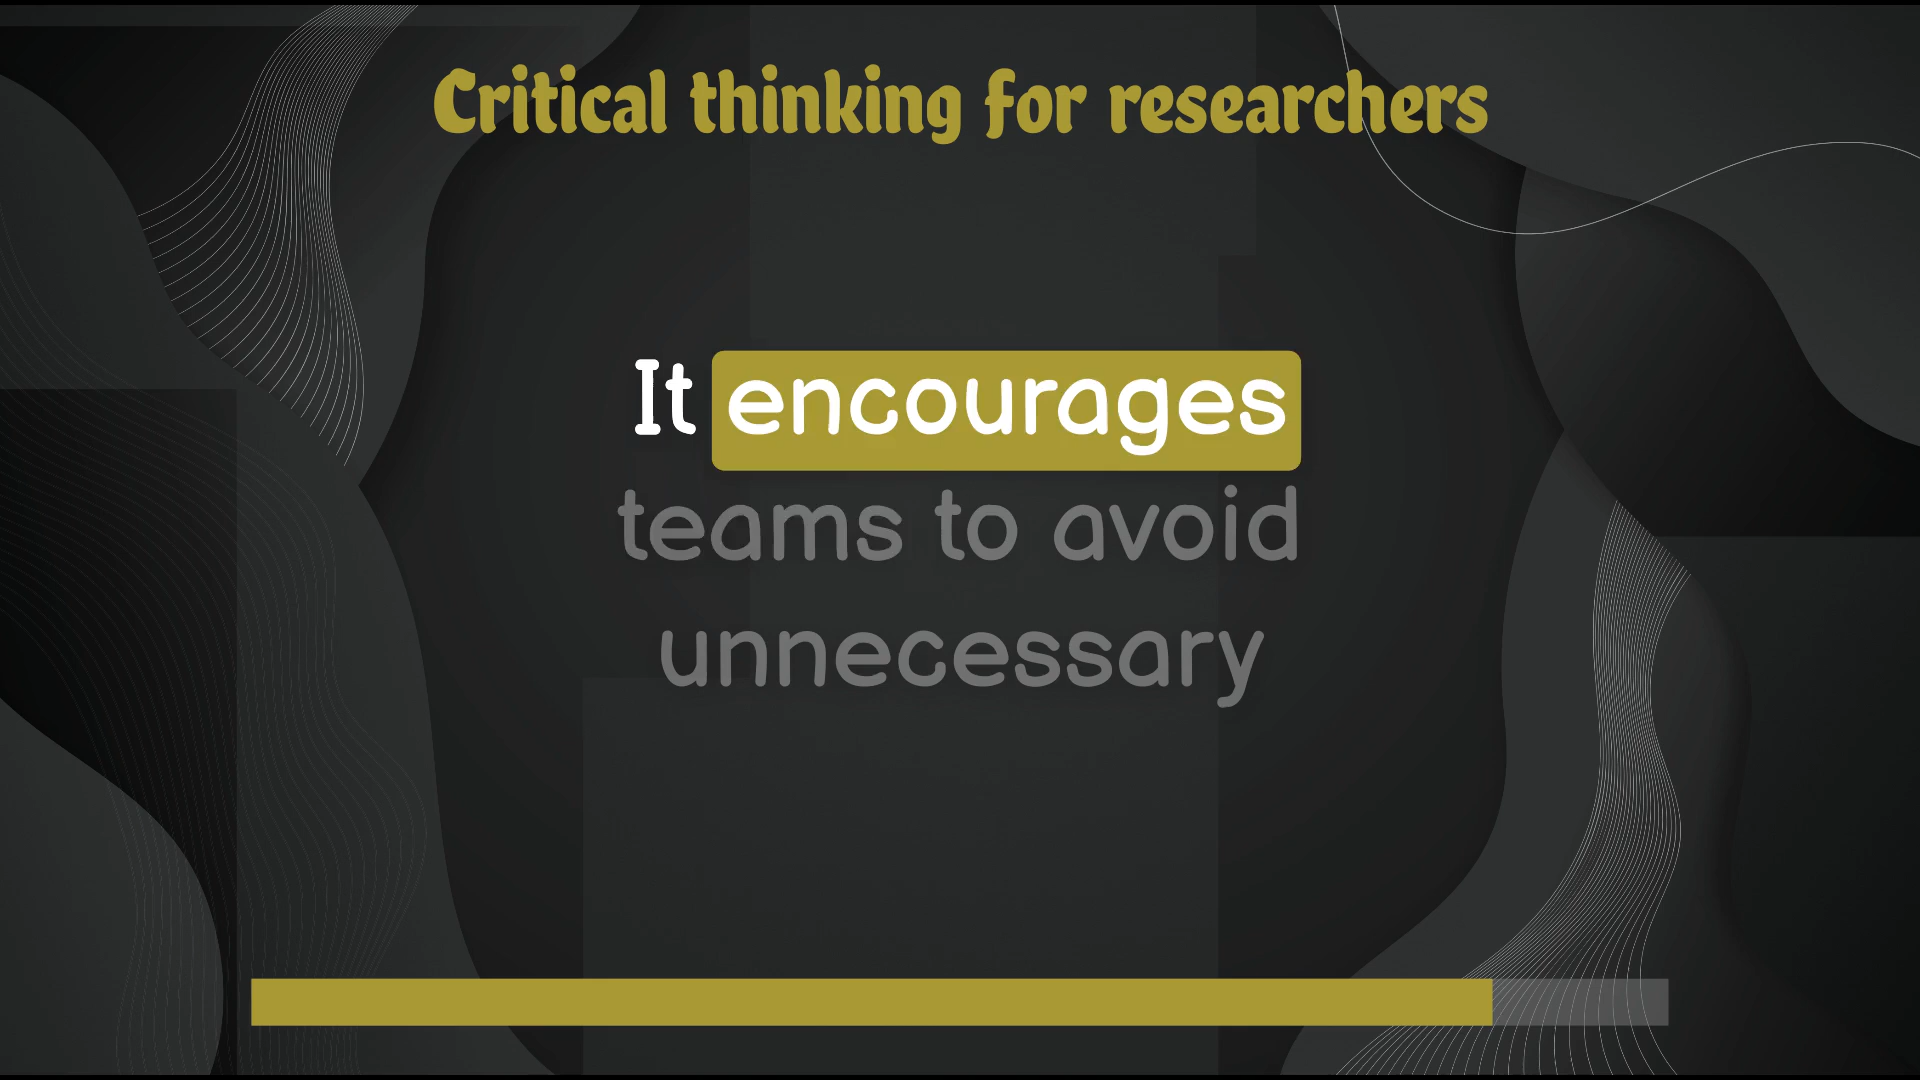 Critical thinking for researchers
It encourages
teams to avoid
unnecessary